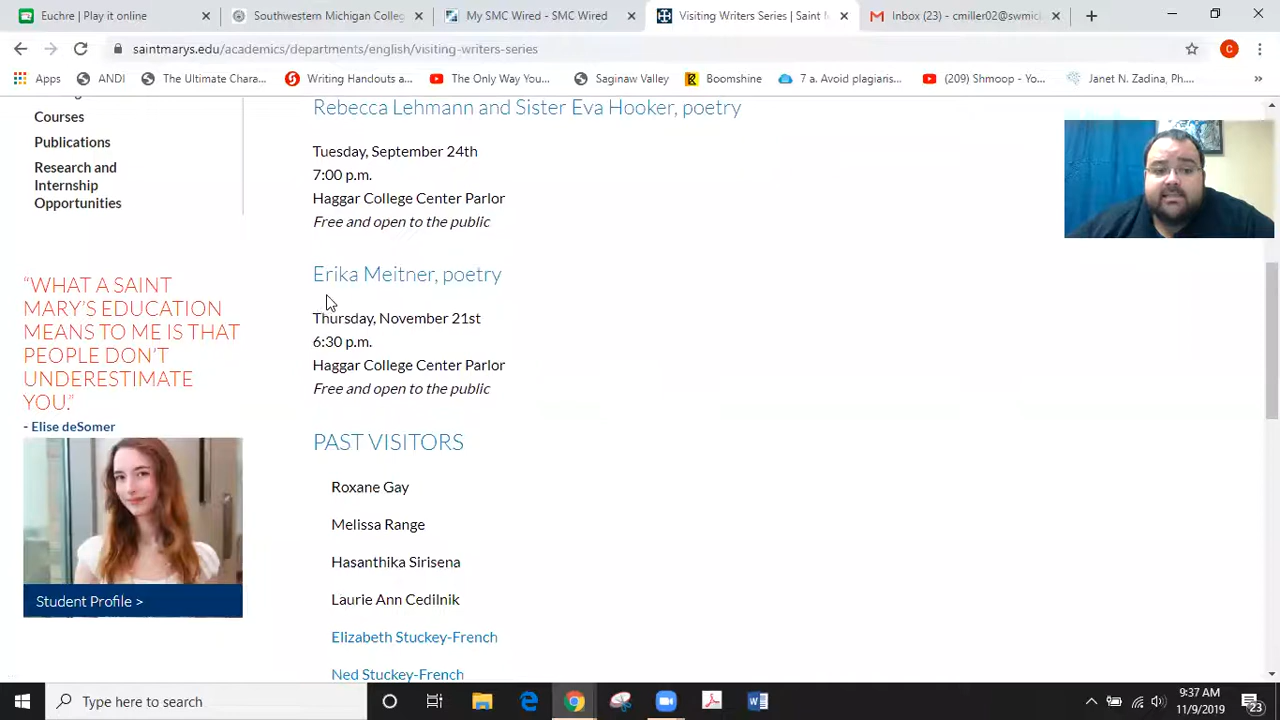 Euchre | Play it online
Southwestern Michigan Colleg
My SMC Wired - SMC Wired
Visiting Writers Series | Saint M
Inbox (23) - cmiller02@swmich
saintmarys.edu/academics/departments/english/visiting-writers-series
C
Apps
ANDI
The Ultimate Chara...
Writing Handouts a...
The Only Way You...
Saginaw Valley
Boomshine
7 a. Avoid plagiaris...
(209) Shmoop - Yo...
Janet N. Zadina, Ph....
»
Courses
Publications
Research and
Internship
Opportunities
“WHAT A SAINT
MARY’S EDUCATION
MEANS TO ME IS THAT
PEOPLE DON’T
UNDERESTIMATE
YOU.”
- Elise deSomer
Student Profile >
Rebecca Lehmann and Sister Eva Hooker, poetry
Tuesday, September 24th
7:00 p.m.
Haggar College Center Parlor
Free and open to the public
Erika Meitner, poetry
Thursday, November 21st
6:30 p.m.
Haggar College Center Parlor
Free and open to the public
PAST VISITORS
Roxane Gay
Melissa Range
Hasanthika Sirisena
Laurie Ann Cedilnik
Elizabeth Stuckey-French
Ned Stuckey-French
Type here to search
9:37 AM
11/9/2019
23